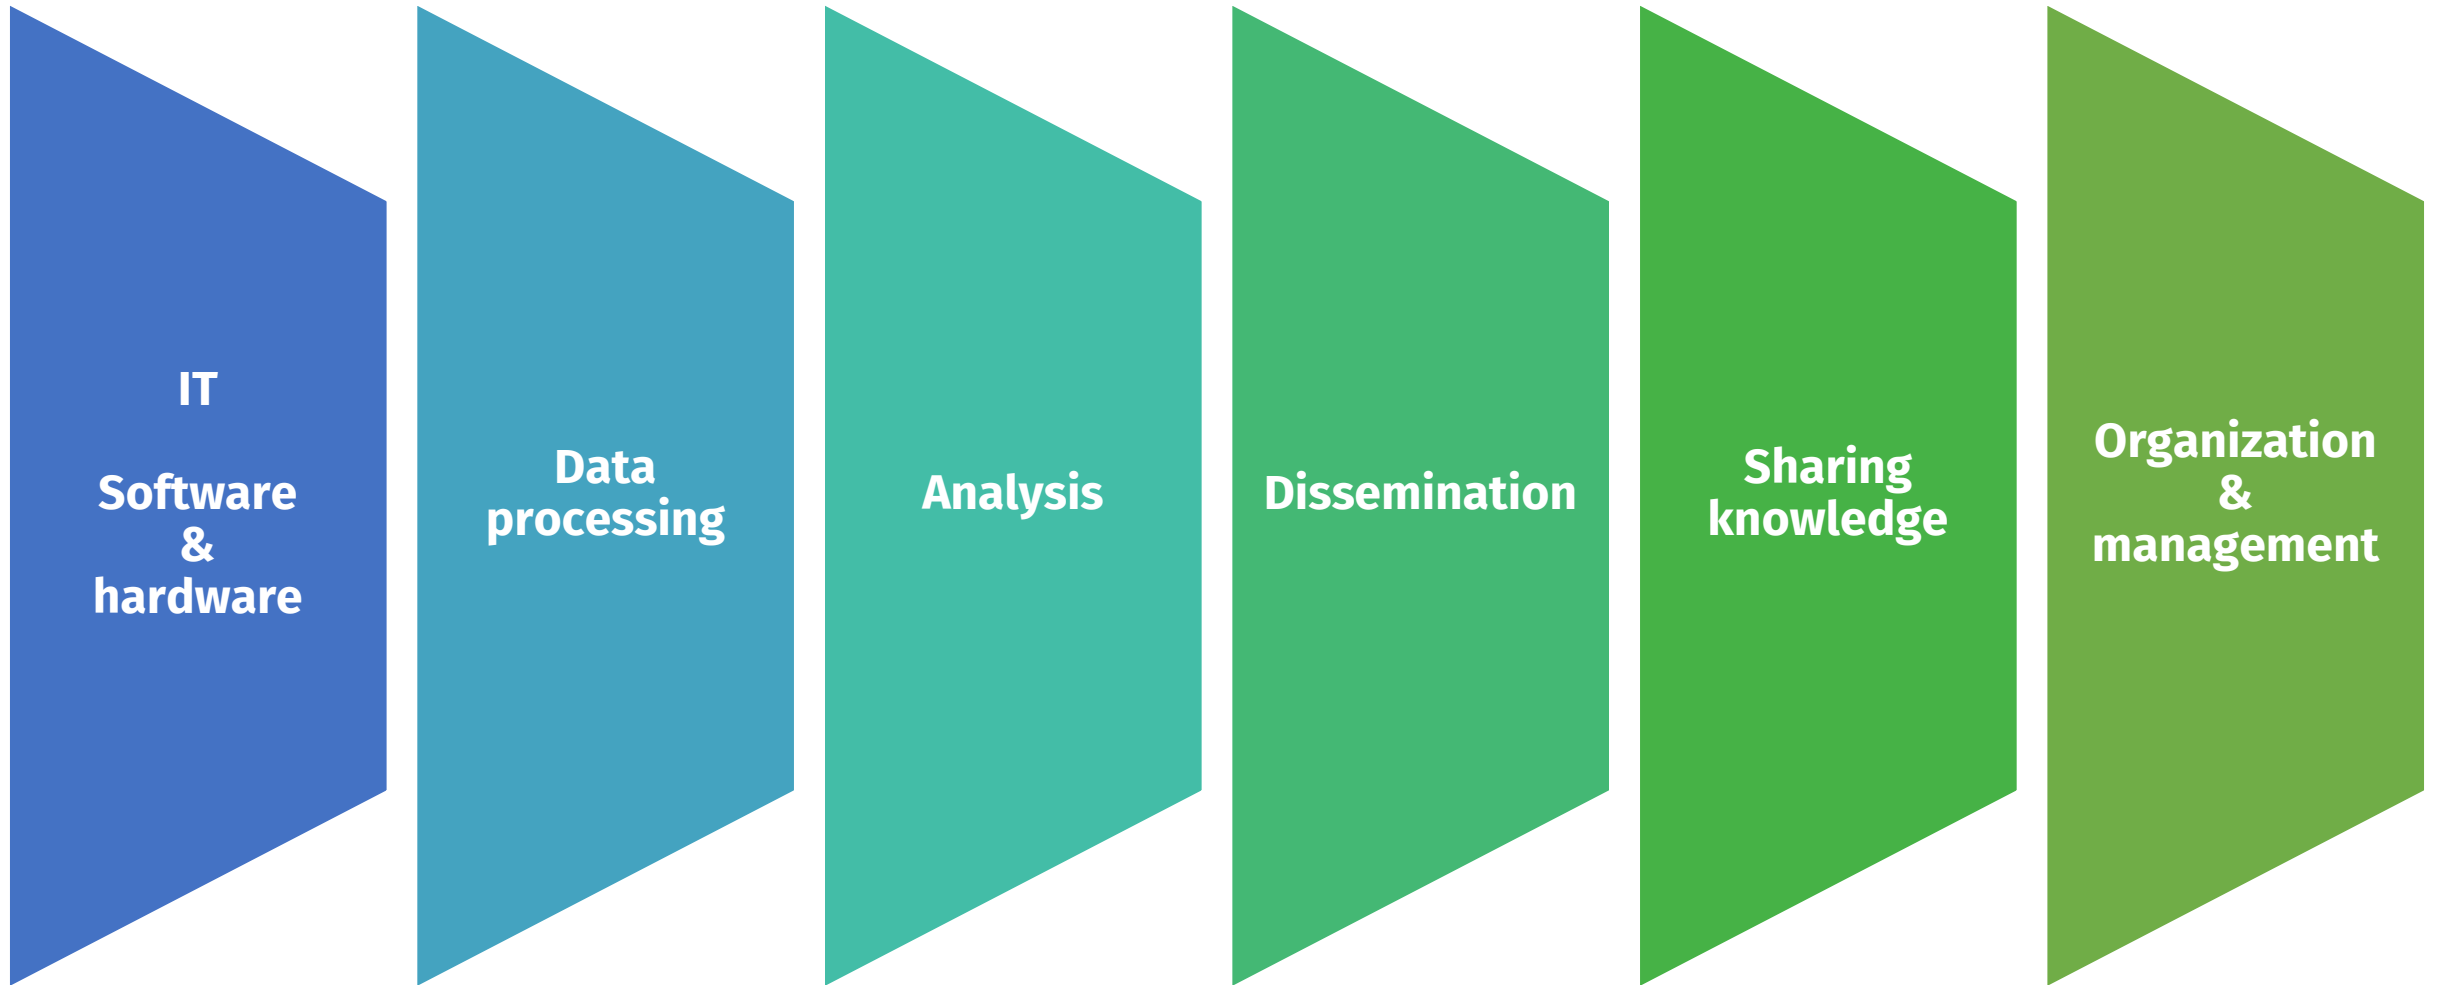 IT
Software
&
hardware
Data
processing
Analysis
Dissemination
Sharing
knowledge
Organization
&
management